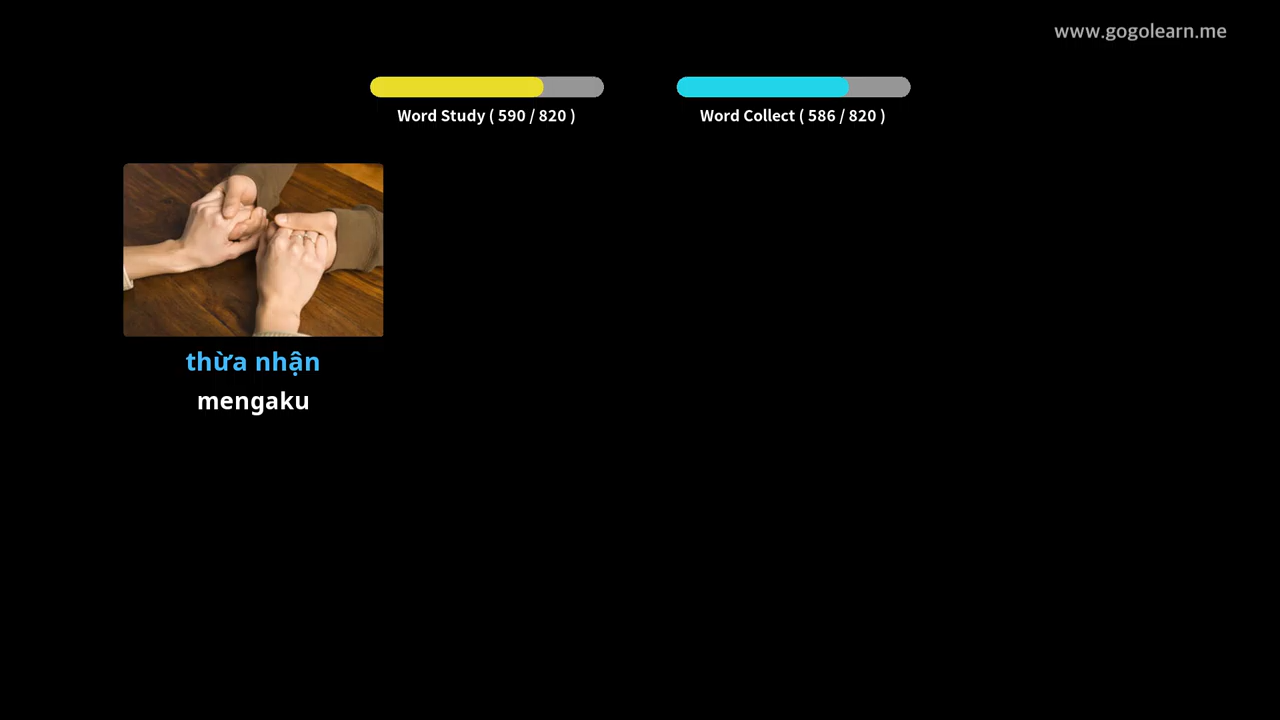 www.gogolearn.me
Word Study ( 590 / 820 )
Word Collect ( 586 / 820 )
thừa nhận
mengaku